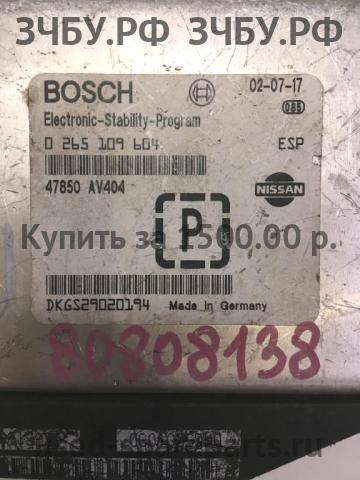 ЗЧБУ.РФ ЗЧБУ.РФ
BOSCH 02-07-17
085
Electronic-Stability-Program
0 265 109 604 ESP
47850 AV404
NISSAN
P
Купить за 1500.00 р.
DKGS29020194 Made in Germany
80808138